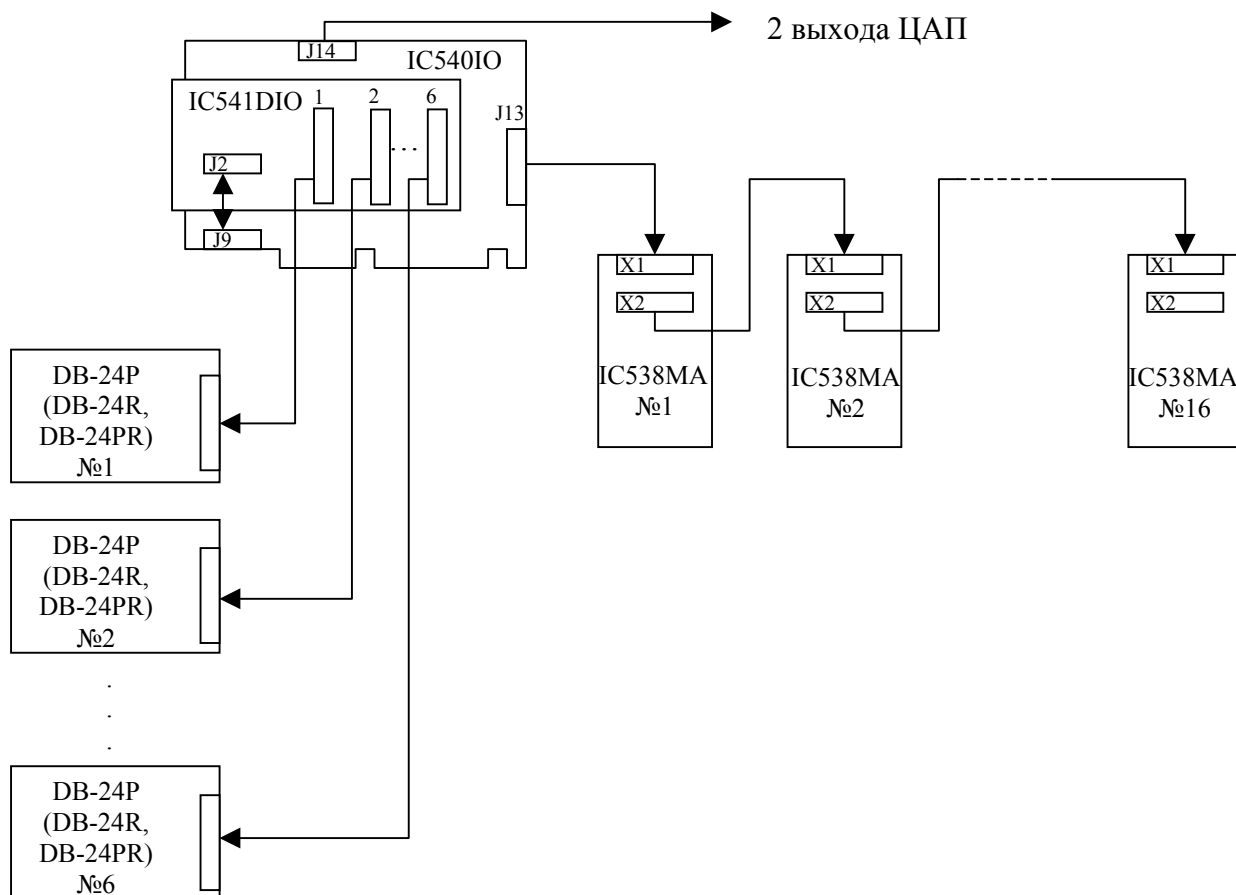 2 выхода ЦАП
J14
IC540IO
IC541DIO
1
2
6
J13
...
J2
J9
X1
X2
IC538MA
№1
X1
X2
IC538MA
№2
X1
X2
IC538MA
№16
DB-24P
(DB-24R,
DB-24PR)
№1
DB-24P
(DB-24R,
DB-24PR)
№2
.
.
.
DB-24P
(DB-24R,
DB-24PR)
№6